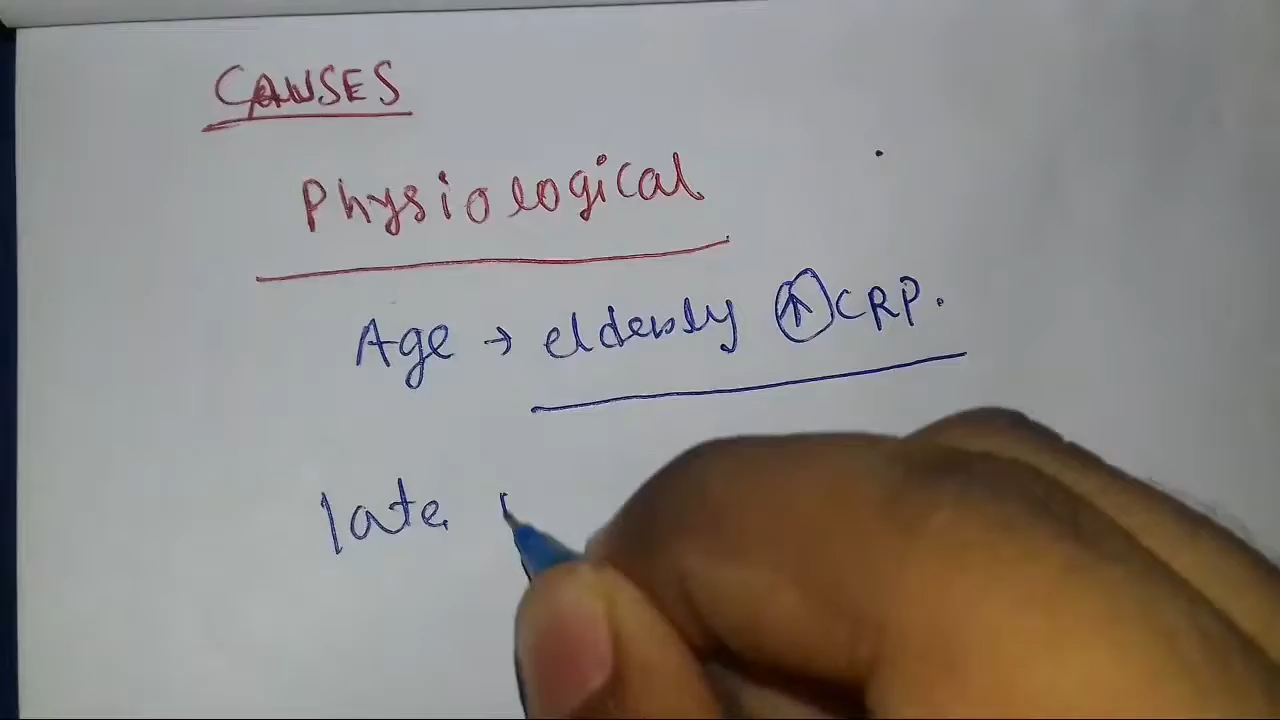 CAUSES
Physiological
Age → elderly ↑ CRP.
late